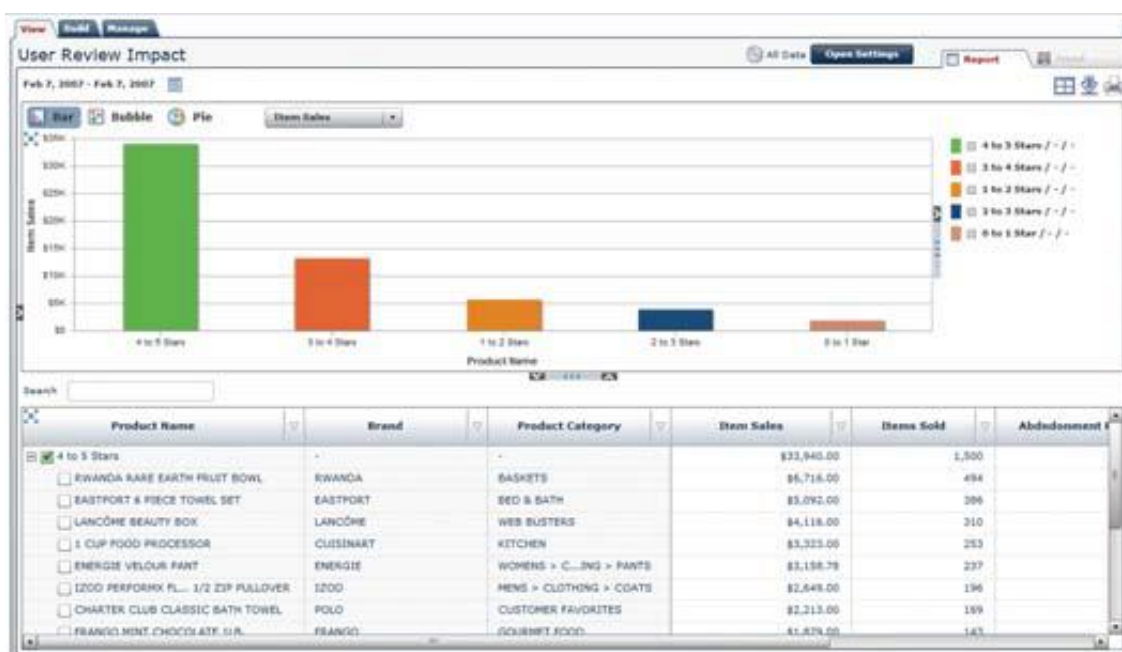 View Build Manage
User Review Impact
All Data Open Settings Report
Feb 7, 2007 - Feb 7, 2007
Bar Bubble Pie Item Sales
$35K
$30K
$25K
$20K
$15K
$10K
$5K
$0
Item Sales
4 to 5 Stars 3 to 4 Stars 1 to 2 Stars 2 to 3 Stars 0 to 1 Star
Product Name
4 to 5 Stars / - / -
3 to 4 Stars / - / -
1 to 2 Stars / - / -
2 to 3 Stars / - / -
0 to 1 Star / - / -
Search
Product Name Brand Product Category Item Sales Items Sold
4 to 5 Stars - - $33,940.00 1,500
RWANDA RARE EARTH FRUIT BOWL RWANDA BASKETS $6,716.00 494
EASTPORT 6 PIECE TOWEL SET EASTPORT BED & BATH $5,092.00 386
LANCÔME BEAUTY BOX LANCÔME WEB BUSTERS $4,118.00 310
1 CUP FOOD PROCESSOR CUISINART KITCHEN $3,323.00 253
ENERGIE VELOUR PANT ENERGIE WOMENS > C...ING > PANTS $3,158.79 237
IZOD PERFORMX FL... 1/2 ZIP PULLOVER IZOD MENS > CLOTHING > COATS $2,649.00 196
CHARTER CLUB CLASSIC BATH TOWEL POLO CUSTOMER FAVORITES $2,213.00 169
FRANGO MINT CHOCOLATE FRANGO GOURMET FOOD $1,879.00 143